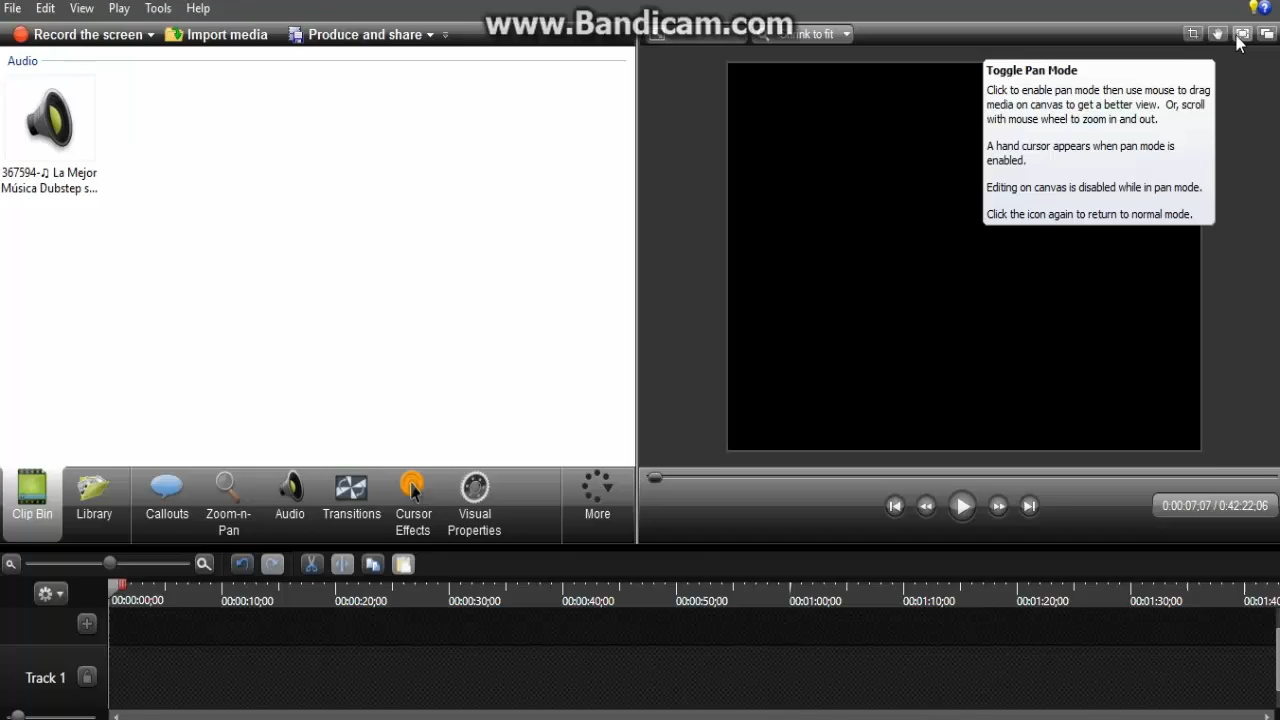 File Edit View Play Tools Help
www.Bandicam.com
Record the screen Import media Produce and share
Shrink to fit
Audio
367594-♫ La Mejor
Música Dubstep s...
Toggle Pan Mode
Click to enable pan mode then use mouse to drag
media on canvas to get a better view. Or, scroll
with mouse wheel to zoom in and out.
A hand cursor appears when pan mode is
enabled.
Editing on canvas is disabled while in pan mode.
Click the icon again to return to normal mode.
Clip Bin
Library
Callouts
Zoom-n-
Pan
Audio
Transitions
Cursor
Effects
Visual
Properties
More
0:00:07;07 / 0:42:22;06
00:00:00;00 00:00:10;00 00:00:20;00 00:00:30;00 00:00:40;00 00:00:50;00 00:01:00;00 00:01:10;00 00:01:20;00 00:01:30;00 00:01:40
Track 1